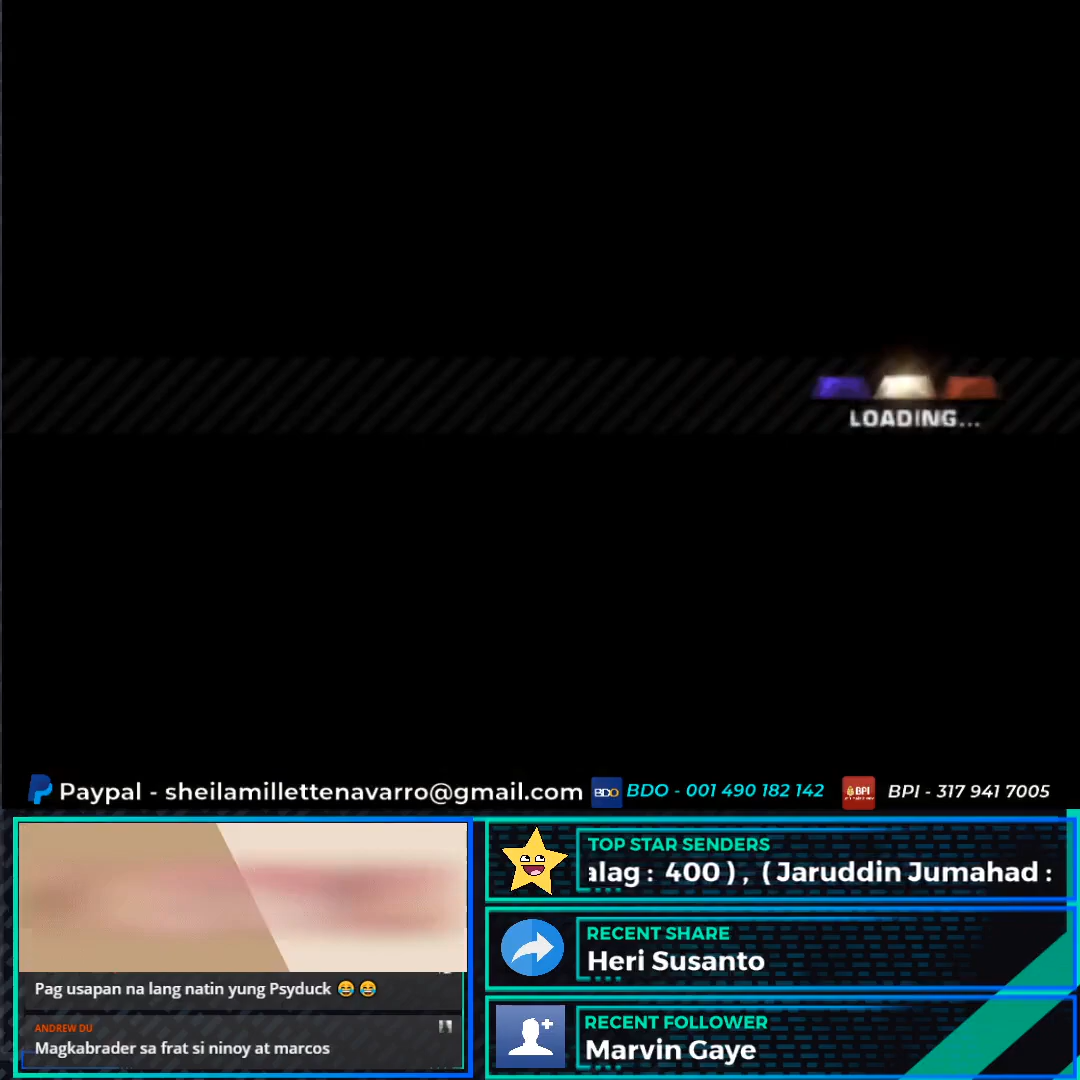 LOADING...
Paypal - sheilamillettenavarro@gmail.com BDO BDO - 001 490 182 142 BPI BPI - 317 941 7005
TOP STAR SENDERS
alag : 400 ) , ( Jaruddin Jumahad :
RECENT SHARE
Heri Susanto
RECENT FOLLOWER
Marvin Gaye
Pag usapan na lang natin yung Psyduck 😂 😂
ANDREW DU
Magkabrader sa frat si ninoy at marcos